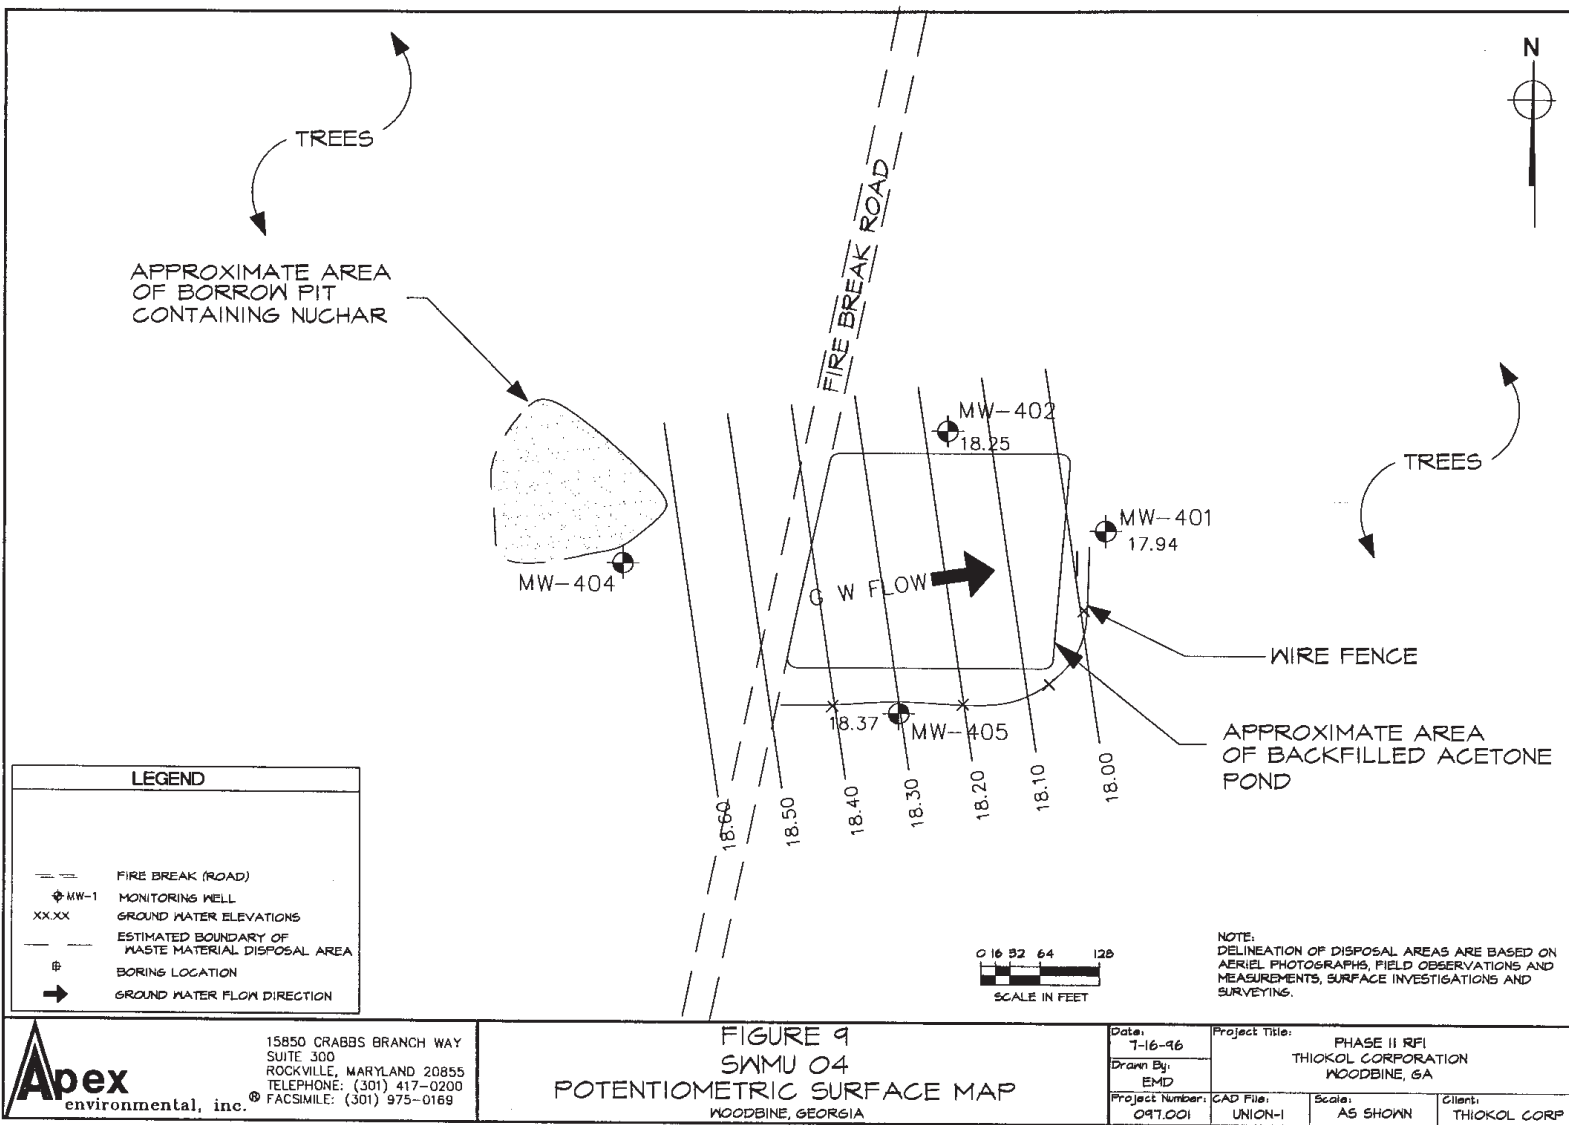 N
TREES
APPROXIMATE AREA
OF BORROW PIT
CONTAINING NUCHAR
FIRE BREAK ROAD
MW-402
18.25
TREES
MW-401
17.94
MW-404
G W FLOW
WIRE FENCE
18.37
MW-405
APPROXIMATE AREA
OF BACKFILLED ACETONE
POND
18.60
18.50
18.40
18.30
18.20
18.10
18.00
LEGEND
FIRE BREAK (ROAD)
MW-1 MONITORING WELL
XX.XX GROUND WATER ELEVATIONS
ESTIMATED BOUNDARY OF
WASTE MATERIAL DISPOSAL AREA
BORING LOCATION
GROUND WATER FLOW DIRECTION
0 16 32 64 128
SCALE IN FEET
NOTE:
DELINEATION OF DISPOSAL AREAS ARE BASED ON
AERIEL PHOTOGRAPHS, FIELD OBSERVATIONS AND
MEASUREMENTS, SURFACE INVESTIGATIONS AND
SURVEYING.
Apex
environmental, inc.®
15850 CRABBS BRANCH WAY
SUITE 300
ROCKVILLE, MARYLAND 20855
TELEPHONE: (301) 417-0200
FACSIMILE: (301) 975-0169
FIGURE 9
SWMU 04
POTENTIOMETRIC SURFACE MAP
WOODBINE, GEORGIA
Date:
7-16-96
Drawn By:
EMD
Project Title:
PHASE II RFI
THIOKOL CORPORATION
WOODBINE, GA
Project Number:
097.001
CAD File:
UNION-1
Scale:
AS SHOWN
Client:
THIOKOL CORP